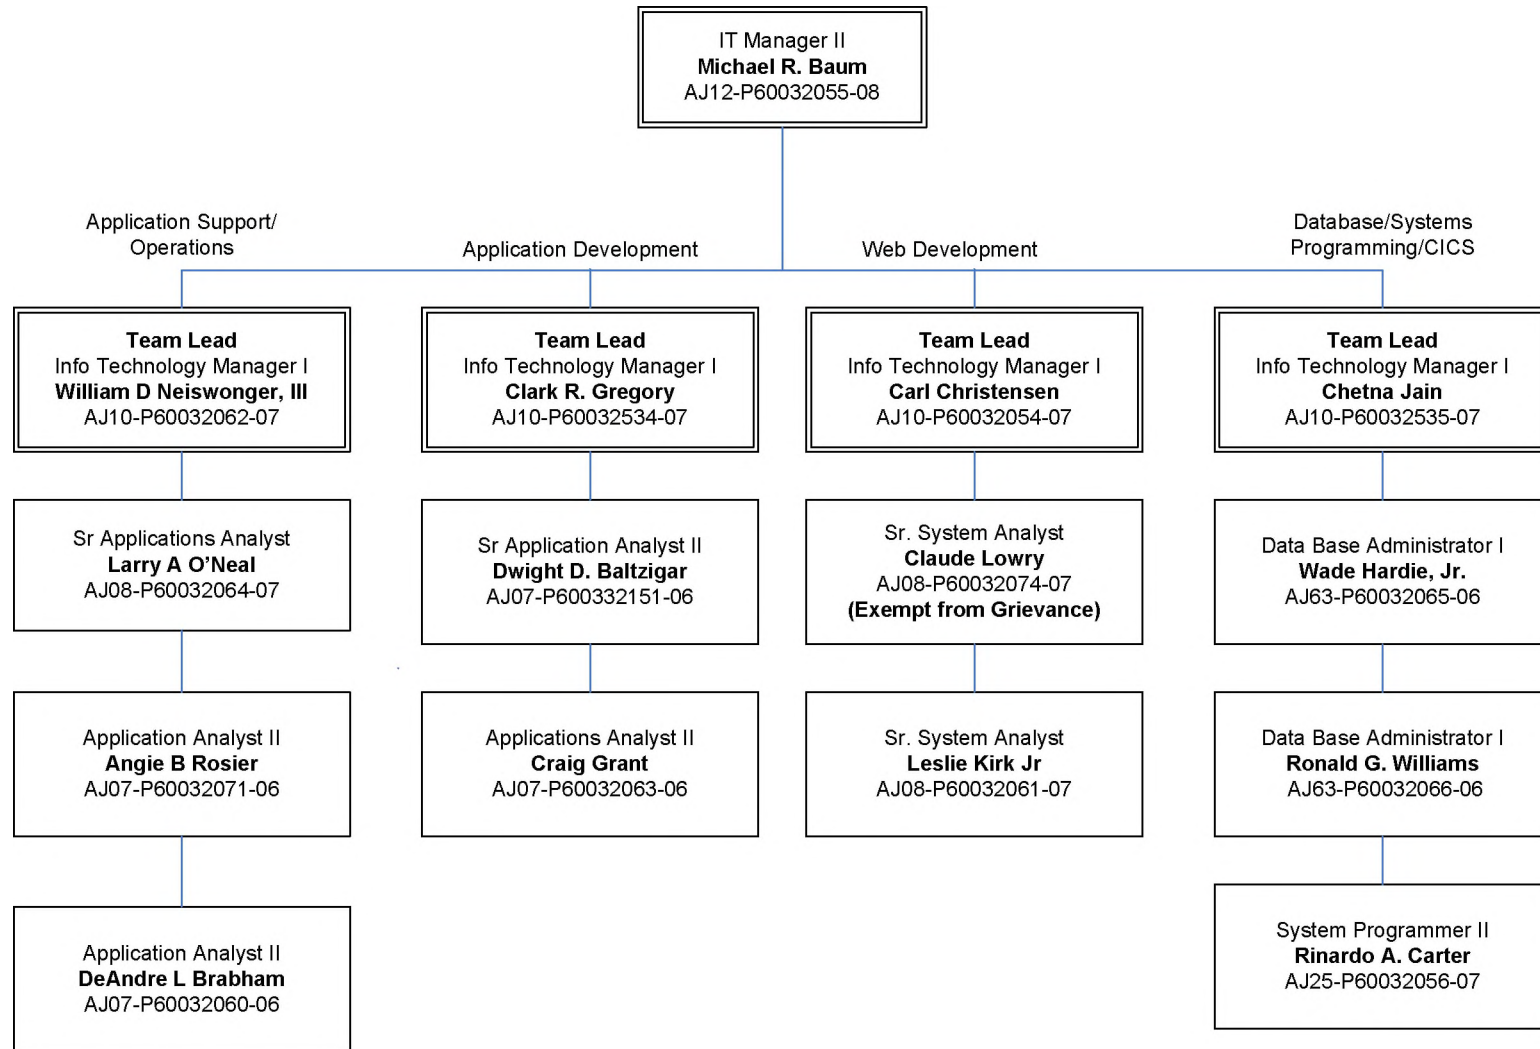 IT Manager II
Michael R. Baum
AJ12-P60032055-08
Application Support/
Operations
Application Development
Web Development
Database/Systems
Programming/CICS
Team Lead
Info Technology Manager I
William D Neiswonger, III
AJ10-P60032062-07
Team Lead
Info Technology Manager I
Clark R. Gregory
AJ10-P60032534-07
Team Lead
Info Technology Manager I
Carl Christensen
AJ10-P60032054-07
Team Lead
Info Technology Manager I
Chetna Jain
AJ10-P60032535-07
Sr Applications Analyst
Larry A O'Neal
AJ08-P60032064-07
Sr Application Analyst II
Dwight D. Baltzigar
AJ07-P600332151-06
Sr. System Analyst
Claude Lowry
AJ08-P60032074-07
(Exempt from Grievance)
Data Base Administrator I
Wade Hardie, Jr.
AJ63-P60032065-06
Application Analyst II
Angie B Rosier
AJ07-P60032071-06
Applications Analyst II
Craig Grant
AJ07-P60032063-06
Sr. System Analyst
Leslie Kirk Jr
AJ08-P60032061-07
Data Base Administrator I
Ronald G. Williams
AJ63-P60032066-06
Application Analyst II
DeAndre L Brabham
AJ07-P60032060-06
System Programmer II
Rinardo A. Carter
AJ25-P60032056-07